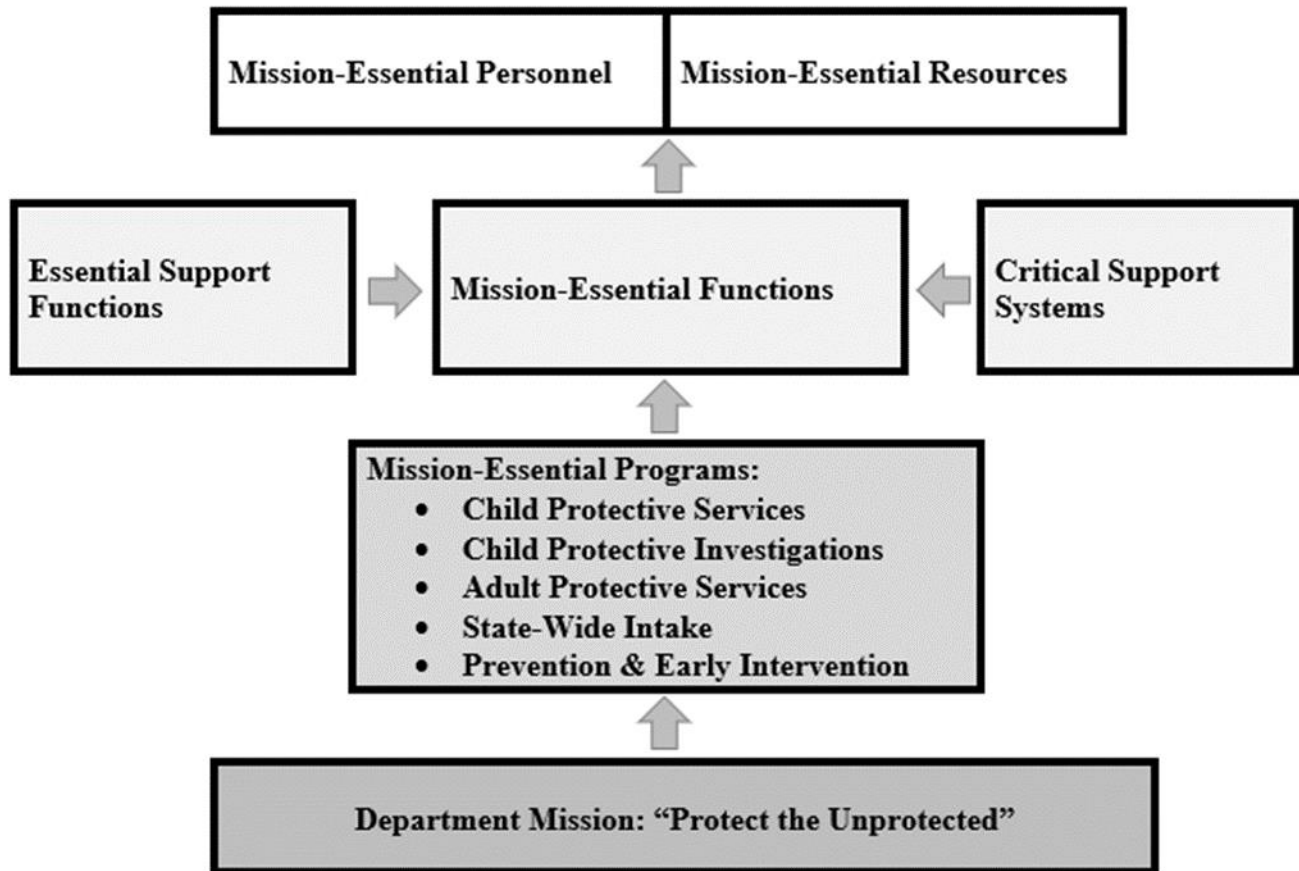 Mission-Essential Personnel
Mission-Essential Resources
Essential Support
Functions
Mission-Essential Functions
Critical Support
Systems
Mission-Essential Programs:
• Child Protective Services
• Child Protective Investigations
• Adult Protective Services
• State-Wide Intake
• Prevention & Early Intervention
Department Mission: “Protect the Unprotected”